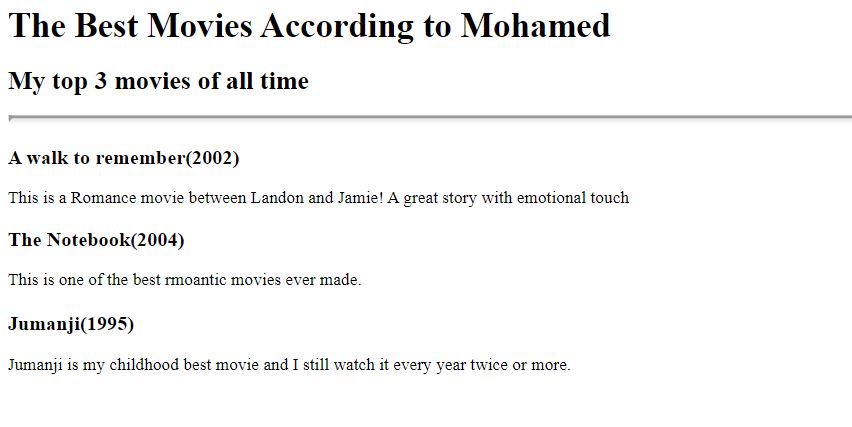 The Best Movies According to Mohamed
My top 3 movies of all time
A walk to remember(2002)
This is a Romance movie between Landon and Jamie! A great story with emotional touch
The Notebook(2004)
This is one of the best rmoantic movies ever made.
Jumanji(1995)
Jumanji is my childhood best movie and I still watch it every year twice or more.